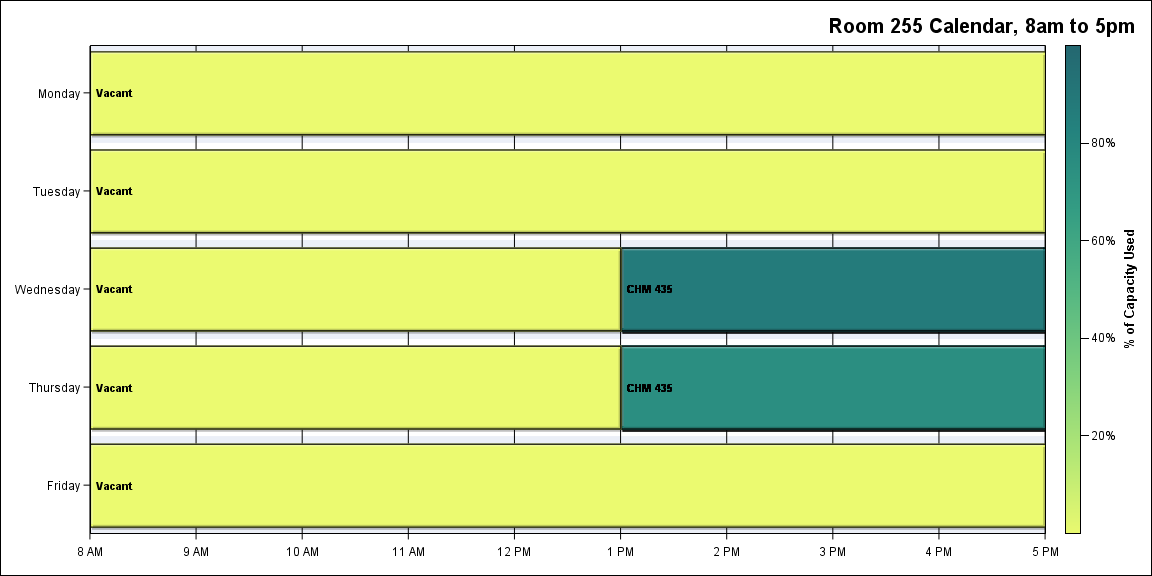 Room 255 Calendar, 8am to 5pm
Monday
Vacant
Tuesday
Vacant
Wednesday
Vacant
CHM 435
Thursday
Vacant
CHM 435
Friday
Vacant
8 AM
9 AM
10 AM
11 AM
12 PM
1 PM
2 PM
3 PM
4 PM
5 PM
80%
60%
40%
20%
% of Capacity Used